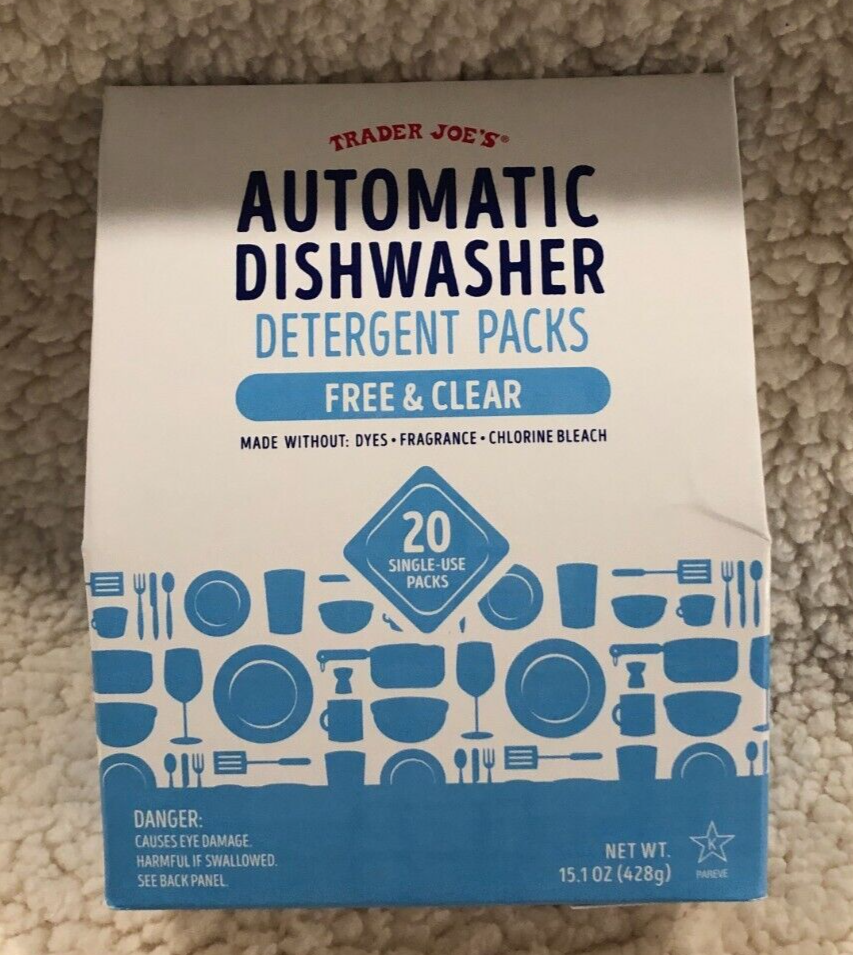 TRADER JOE'S®
AUTOMATIC
DISHWASHER
DETERGENT PACKS
FREE & CLEAR
MADE WITHOUT: DYES • FRAGRANCE • CHLORINE BLEACH
20
SINGLE-USE
PACKS
DANGER:
CAUSES EYE DAMAGE.
HARMFUL IF SWALLOWED.
SEE BACK PANEL.
NET WT.
15.1 OZ (428g)
K
PAREVE